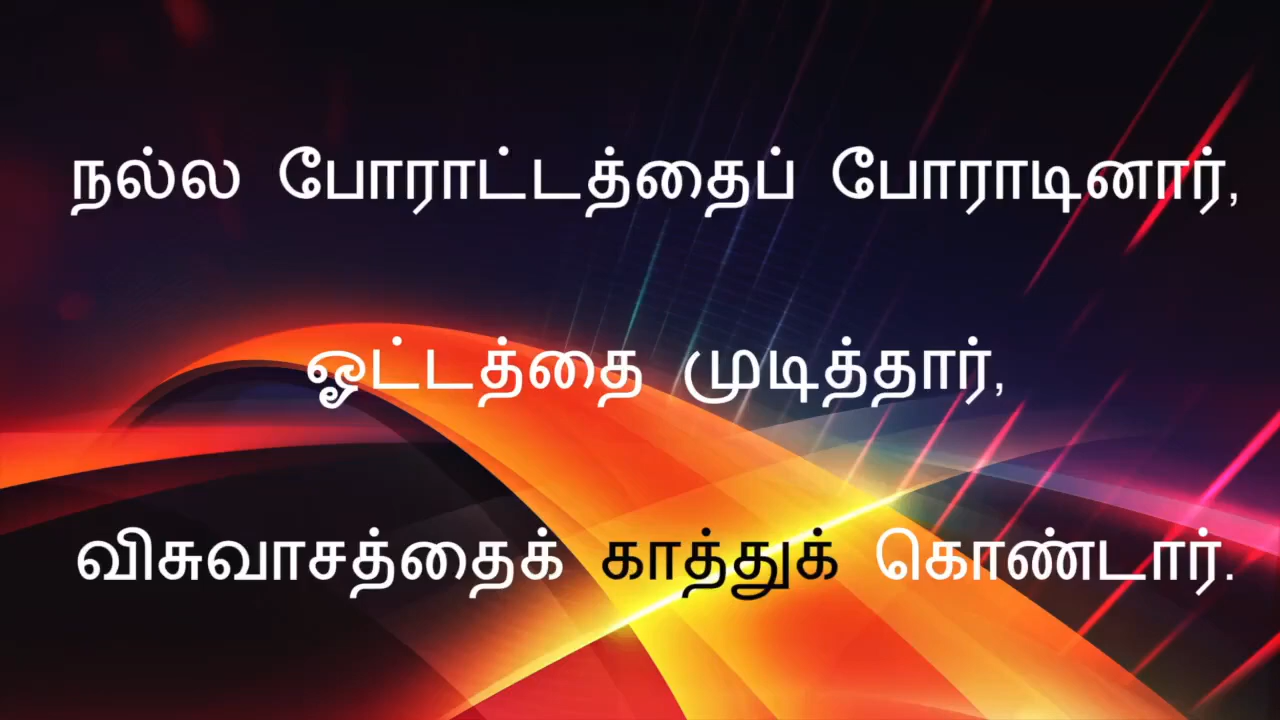 நல்ல போராட்டத்தைப் போராடினார்,
ஓட்டத்தை முடித்தார்,
விசுவாசத்தைக் காத்துக் கொண்டார்.